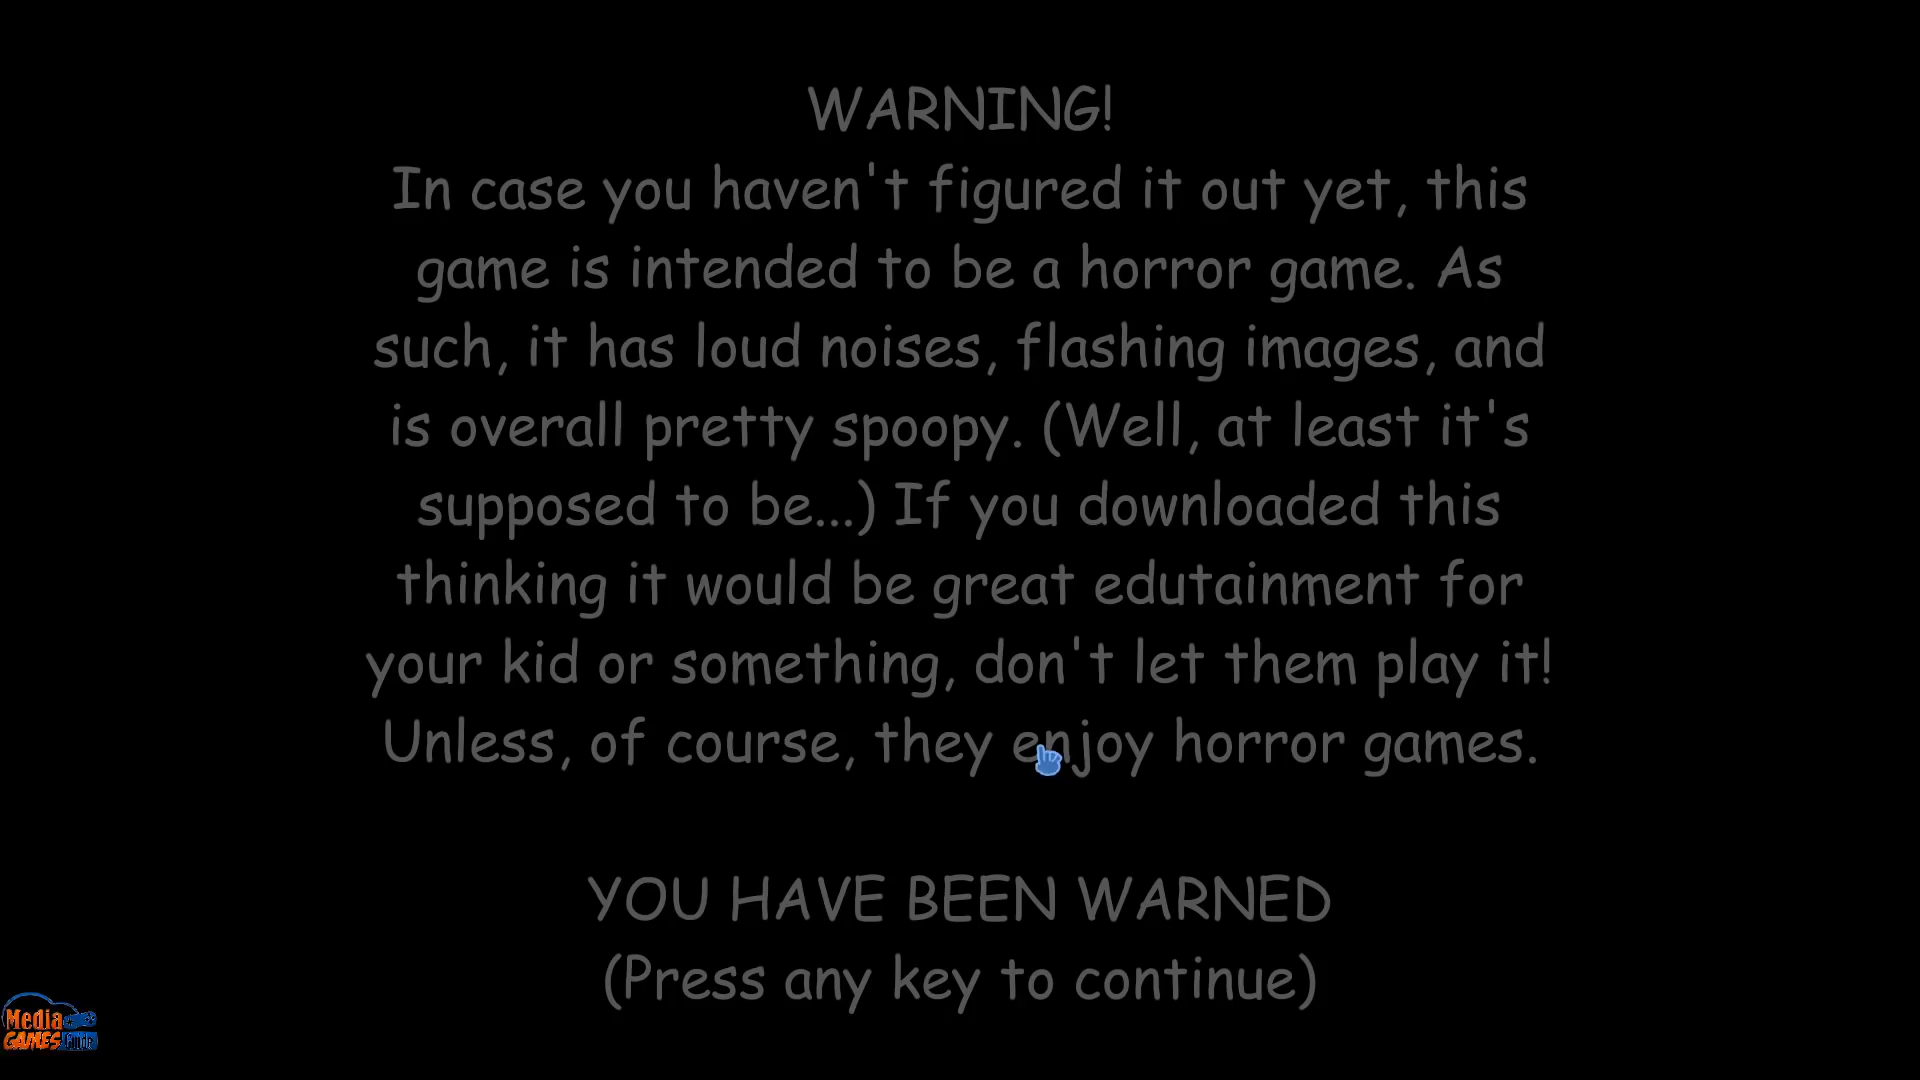 WARNING!
In case you haven't figured it out yet, this
game is intended to be a horror game. As
such, it has loud noises, flashing images, and
is overall pretty spoopy. (Well, at least it's
supposed to be...) If you downloaded this
thinking it would be great edutainment for
your kid or something, don't let them play it!
Unless, of course, they enjoy horror games.
YOU HAVE BEEN WARNED
(Press any key to continue)
Media
GAMES